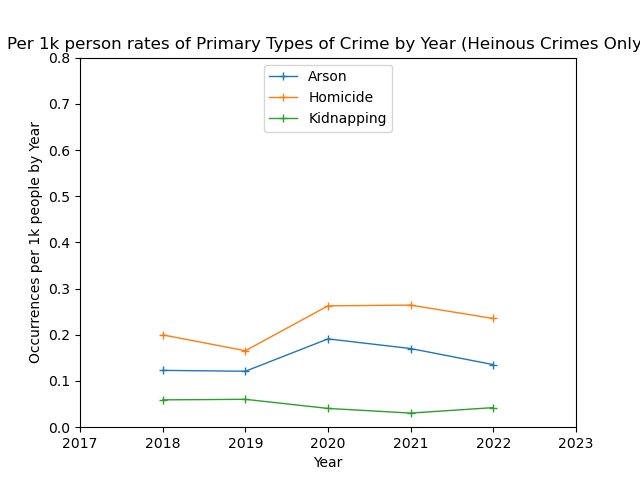 Per 1k person rates of Primary Types of Crime by Year (Heinous Crimes Only
Arson
Homicide
Kidnapping
Occurrences per 1k people by Year
0.8
0.7
0.6
0.5
0.4
0.3
0.2
0.1
0.0
2017 2018 2019 2020 2021 2022 2023
Year